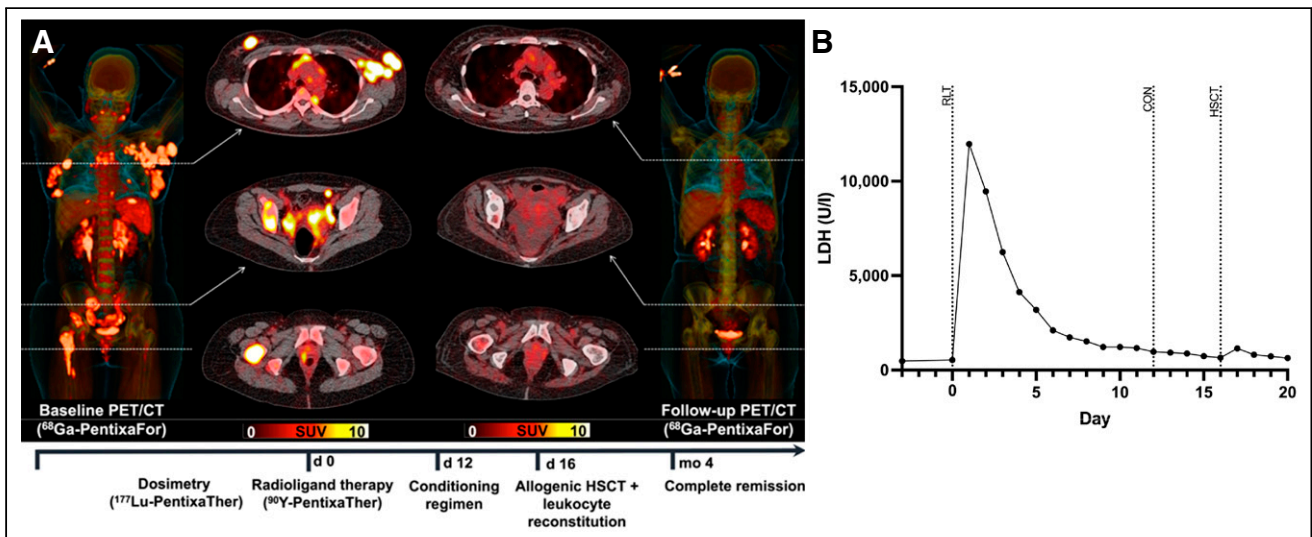 A
B
Baseline PET/CT
(⁶⁸Ga-PentixaFor)
0 SUV 10
0 SUV 10
Follow-up PET/CT
(⁶⁸Ga-PentixaFor)
d 0
d 12
d 16
mo 4
Dosimetry
(¹⁷⁷Lu-PentixaTher)
Radioligand therapy
(⁹⁰Y-PentixaTher)
Conditioning
regimen
Allogenic HSCT +
leukocyte
reconstitution
Complete remission
RLT
CON
HSCT
15,000
10,000
5,000
0
LDH (U/l)
0 5 10 15 20
Day